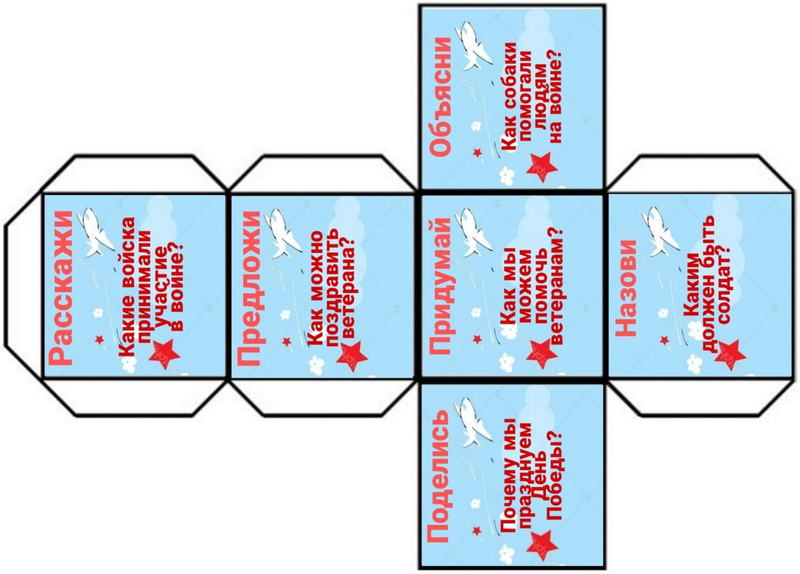 Объясни
Как собаки
помогали
людям
на войне?
Расскажи
Какие войска
принимали
участие
в войне?
Предложи
Как можно
поздравить
ветерана?
Придумай
Как мы
можем
помочь
ветеранам?
Назови
Каким
должен быть
солдат?
Поделись
Почему мы
празднуем
День
Победы?